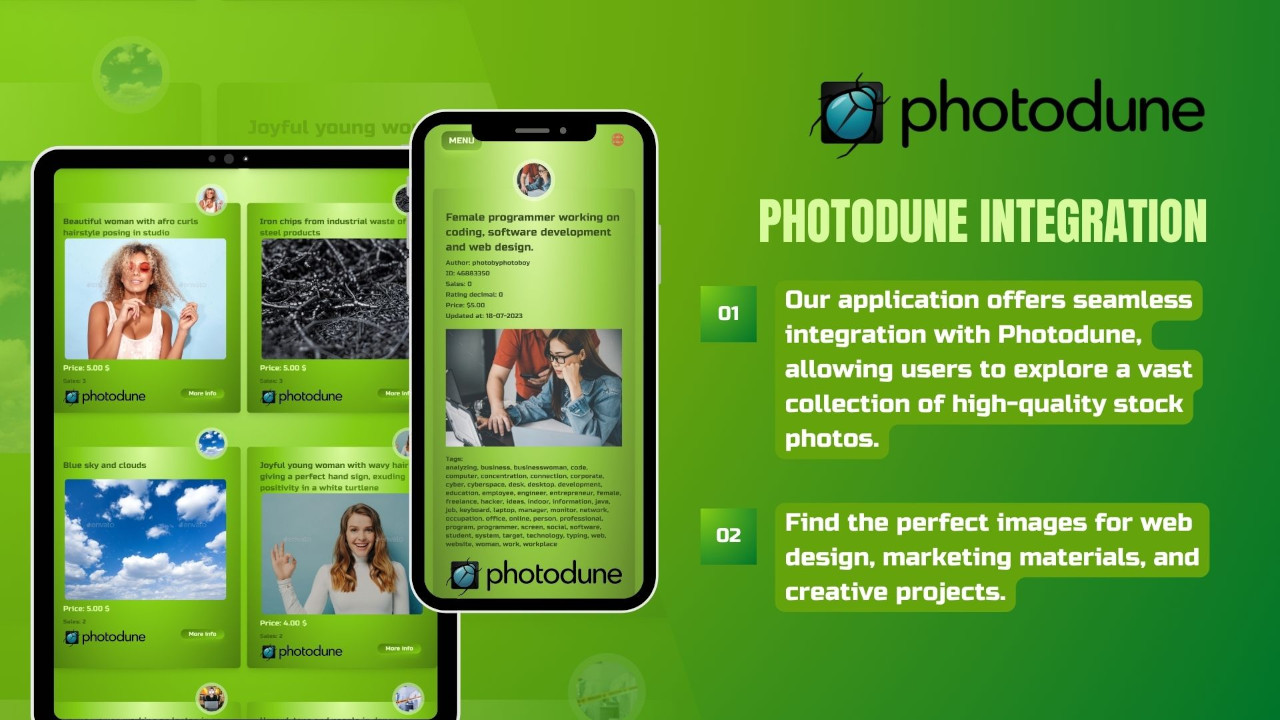 photodune
PHOTODUNE INTEGRATION
01
Our application offers seamless
integration with Photodune,
allowing users to explore a vast
collection of high-quality stock
photos.
02
Find the perfect images for web
design, marketing materials, and
creative projects.
Joyful young wo
Beautiful woman with afro curls
hairstyle posing in studio
Price: 5.00 $
Sales: 3
photodune
More Info
Iron chips from industrial waste of
steel products
Price: 5.00 $
Sales: 3
photodune
More Inf
Blue sky and clouds
Price: 5.00 $
Sales: 2
photodune
More Info
Joyful young woman with wavy hair
giving a perfect hand sign, exuding
positivity in a white turtlene
Price: 4.00 $
Sales: 2
photodune
More Info
MENU
Female programmer working on
coding, software development
and web design.
Author: photobyphotoboy
ID: 46883350
Sales: 0
Rating decimal: 0
Price: $5.00
Updated at: 18-07-2023
Tags:
analyzing, business, businesswoman, code,
computer, concentration, connection, corporate,
cyber, cyberspace, desk, desktop, development,
education, employee, engineer, entrepreneur, female,
freelance, hacker, ideas, indoor, information, java,
job, keyboard, laptop, manager, monitor, network,
occupation, office, online, person, professional,
program, programmer, screen, social, software,
student, system, target, technology, typing, web,
website, woman, work, workplace
photodune